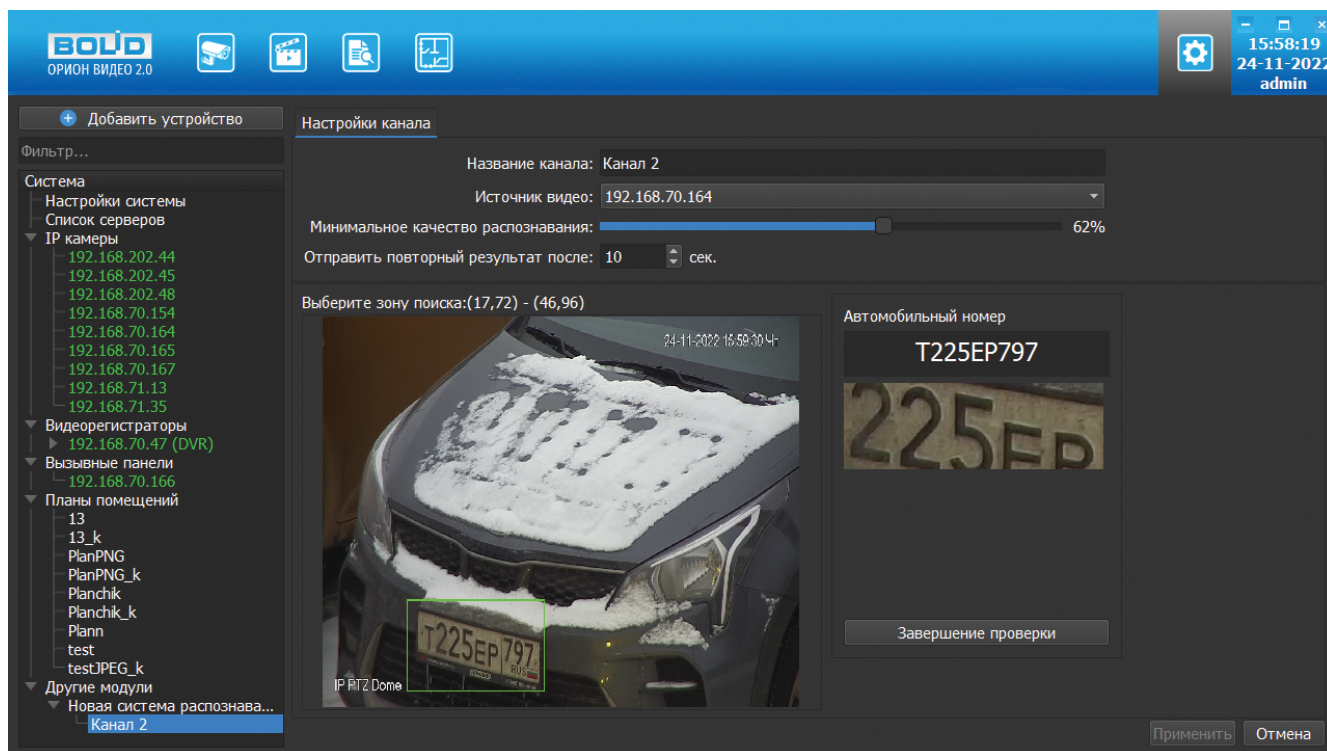 BOLID
ОРИОН ВИДЕО 2.0
15:58:19
24-11-2022
admin
Добавить устройство
Фильтр...
Система
Настройки системы
Список серверов
IP камеры
192.168.202.44
192.168.202.45
192.168.202.48
192.168.70.154
192.168.70.164
192.168.70.165
192.168.70.167
192.168.71.13
192.168.71.35
Видеорегистраторы
192.168.70.47 (DVR)
Вызывные панели
192.168.70.166
Планы помещений
13
13_k
PlanPNG
PlanPNG_k
Planchik
Planchik_k
Plann
test
testJPEG_k
Другие модули
Новая система распознава...
Канал 2
Настройки канала
Название канала: Канал 2
Источник видео: 192.168.70.164
Минимальное качество распознавания: 62%
Отправить повторный результат после: 10 сек.
Выберите зону поиска:(17,72) - (46,96)
24-11-2022 15:59:30 Чт
T225EP 797
RUS
IP PTZ Dome
Автомобильный номер
T225EP797
225EP
Завершение проверки
Применить
Отмена